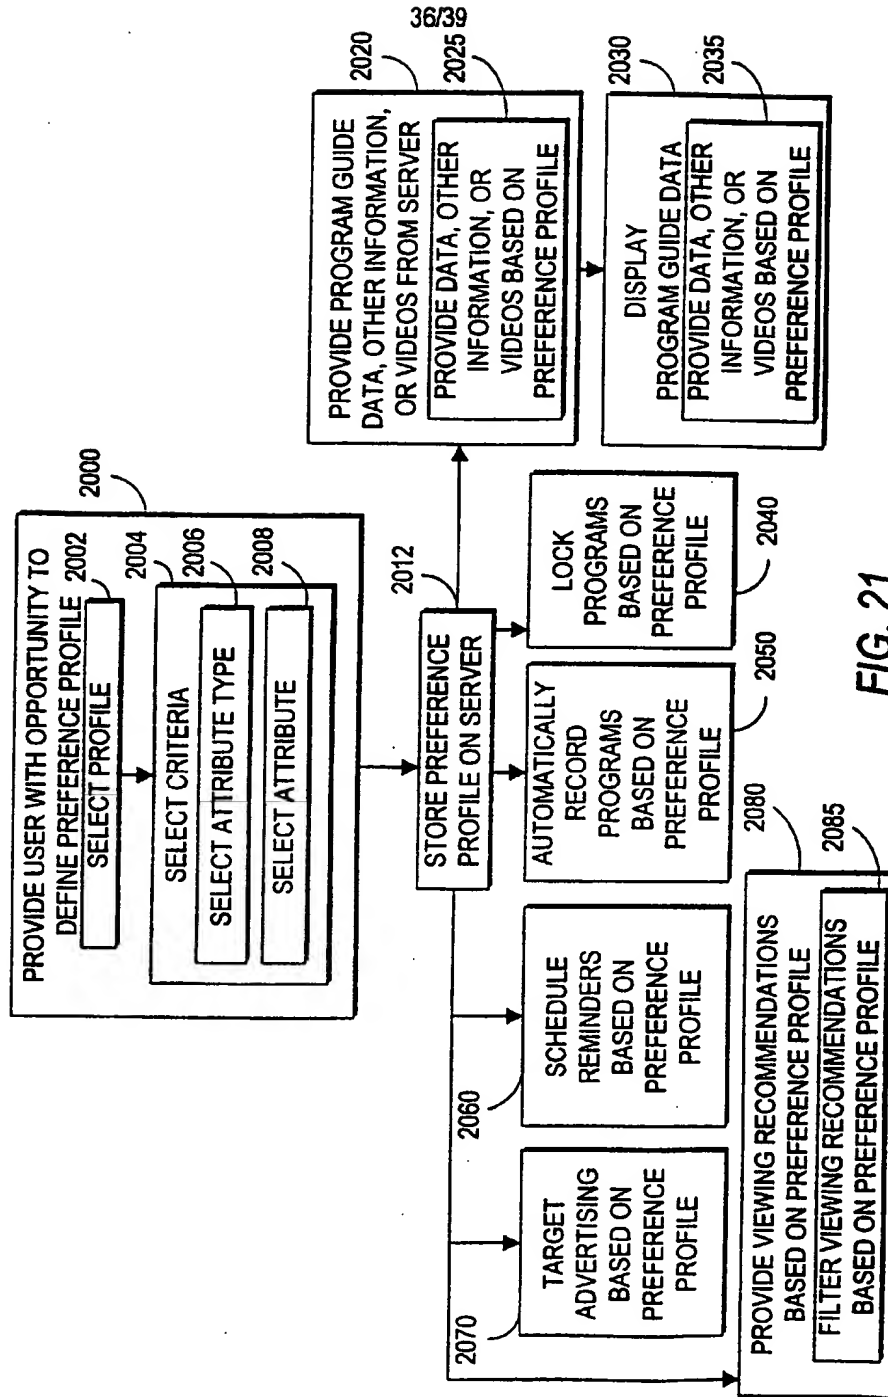 36/39
PROVIDE USER WITH OPPORTUNITY TO
DEFINE PREFERENCE PROFILE
2000
SELECT PROFILE
2002
SELECT CRITERIA
2004
SELECT ATTRIBUTE TYPE
2006
SELECT ATTRIBUTE
2008
STORE PREFERENCE
PROFILE ON SERVER
2012
PROVIDE PROGRAM GUIDE
DATA, OTHER INFORMATION,
OR VIDEOS FROM SERVER
2020
PROVIDE DATA, OTHER
INFORMATION, OR
VIDEOS BASED ON
PREFERENCE PROFILE
2025
DISPLAY
PROGRAM GUIDE DATA
2030
PROVIDE DATA, OTHER
INFORMATION, OR
VIDEOS BASED ON
PREFERENCE PROFILE
2035
TARGET
ADVERTISING
BASED ON
PREFERENCE
PROFILE
2070
SCHEDULE
REMINDERS
BASED ON
PREFERENCE
PROFILE
2060
AUTOMATICALLY
RECORD
PROGRAMS
BASED ON
PREFERENCE
PROFILE
2050
LOCK
PROGRAMS
BASED ON
PREFERENCE
PROFILE
2040
PROVIDE VIEWING RECOMMENDATIONS
BASED ON PREFERENCE PROFILE
2080
FILTER VIEWING RECOMMENDATIONS
BASED ON PREFERENCE PROFILE
2085
FIG. 21